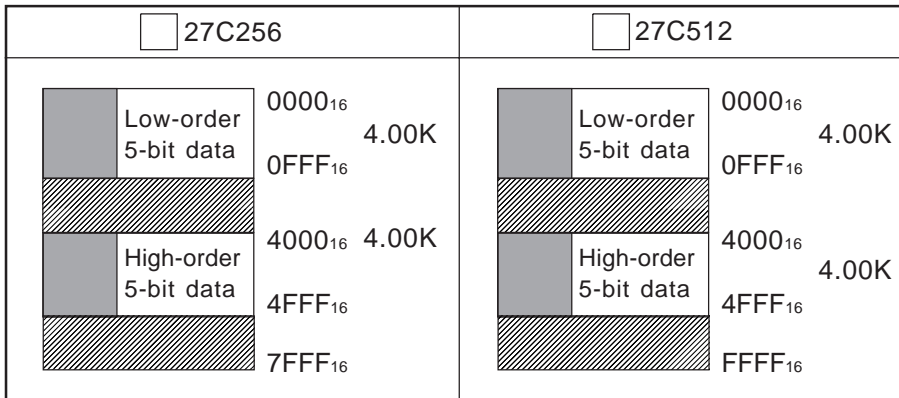 27C256
27C512
Low-order
5-bit data
0000₁₆
4.00K
0FFF₁₆
High-order
5-bit data
4000₁₆ 4.00K
4FFF₁₆
7FFF₁₆
Low-order
5-bit data
0000₁₆
4.00K
0FFF₁₆
High-order
5-bit data
4000₁₆
4.00K
4FFF₁₆
FFFF₁₆